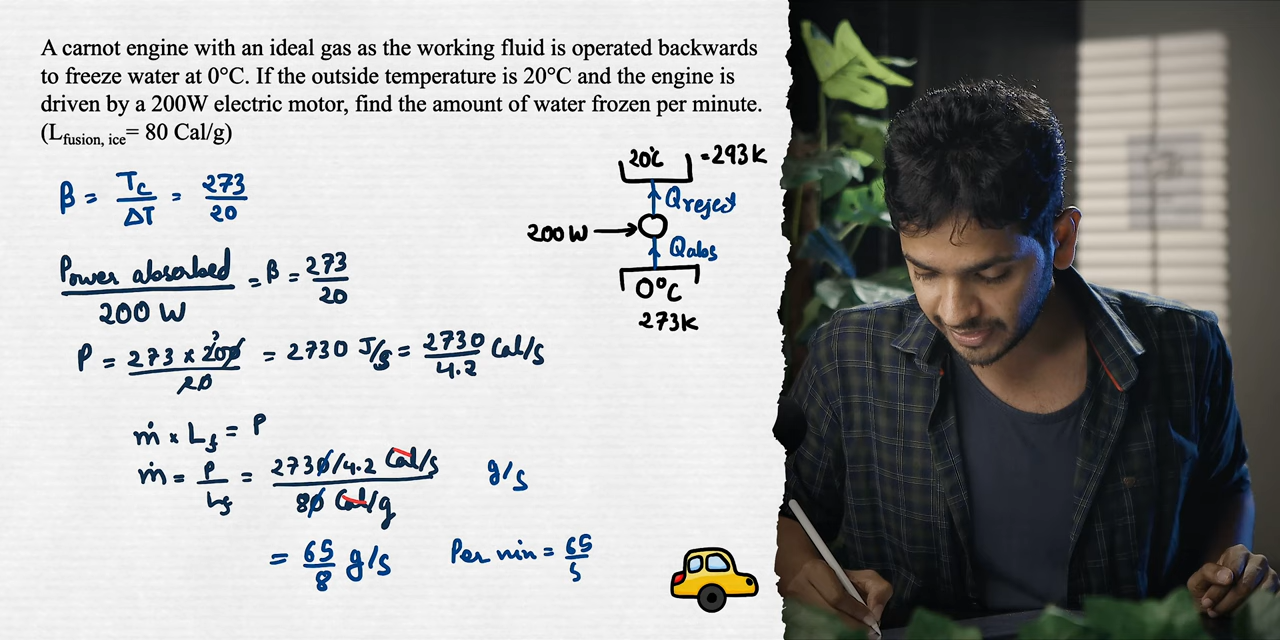 A carnot engine with an ideal gas as the working fluid is operated backwards
to freeze water at 0°C. If the outside temperature is 20°C and the engine is
driven by a 200W electric motor, find the amount of water frozen per minute.
(Lfusion, ice= 80 Cal/g)
β = Tc/ΔT = 273/20
Power absorbed/200 W = β = 273/20
P = 273 x 200/20 = 2730 J/s = 2730/4.2 Cal/s
ṁ x Lf = P
ṁ = P/Lf = 2730/4.2 Cal/s / 80 Cal/g g/s
= 65/8 g/s Per min = 65/5
20°C = 293K
Qreject
200W
Qabs
0°C
273K